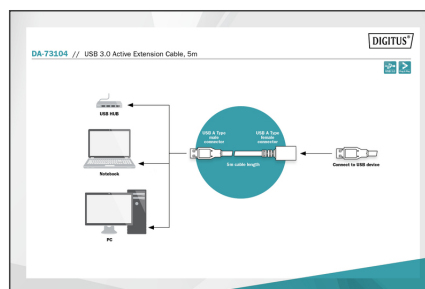 DIGITUS®
DA-73104 // USB 3.0 Active Extension Cable, 5m
USB HUB
USB A Type
male
connector
USB A Type
female
connector
5m cable length
Notebook
Connect to USB device
PC